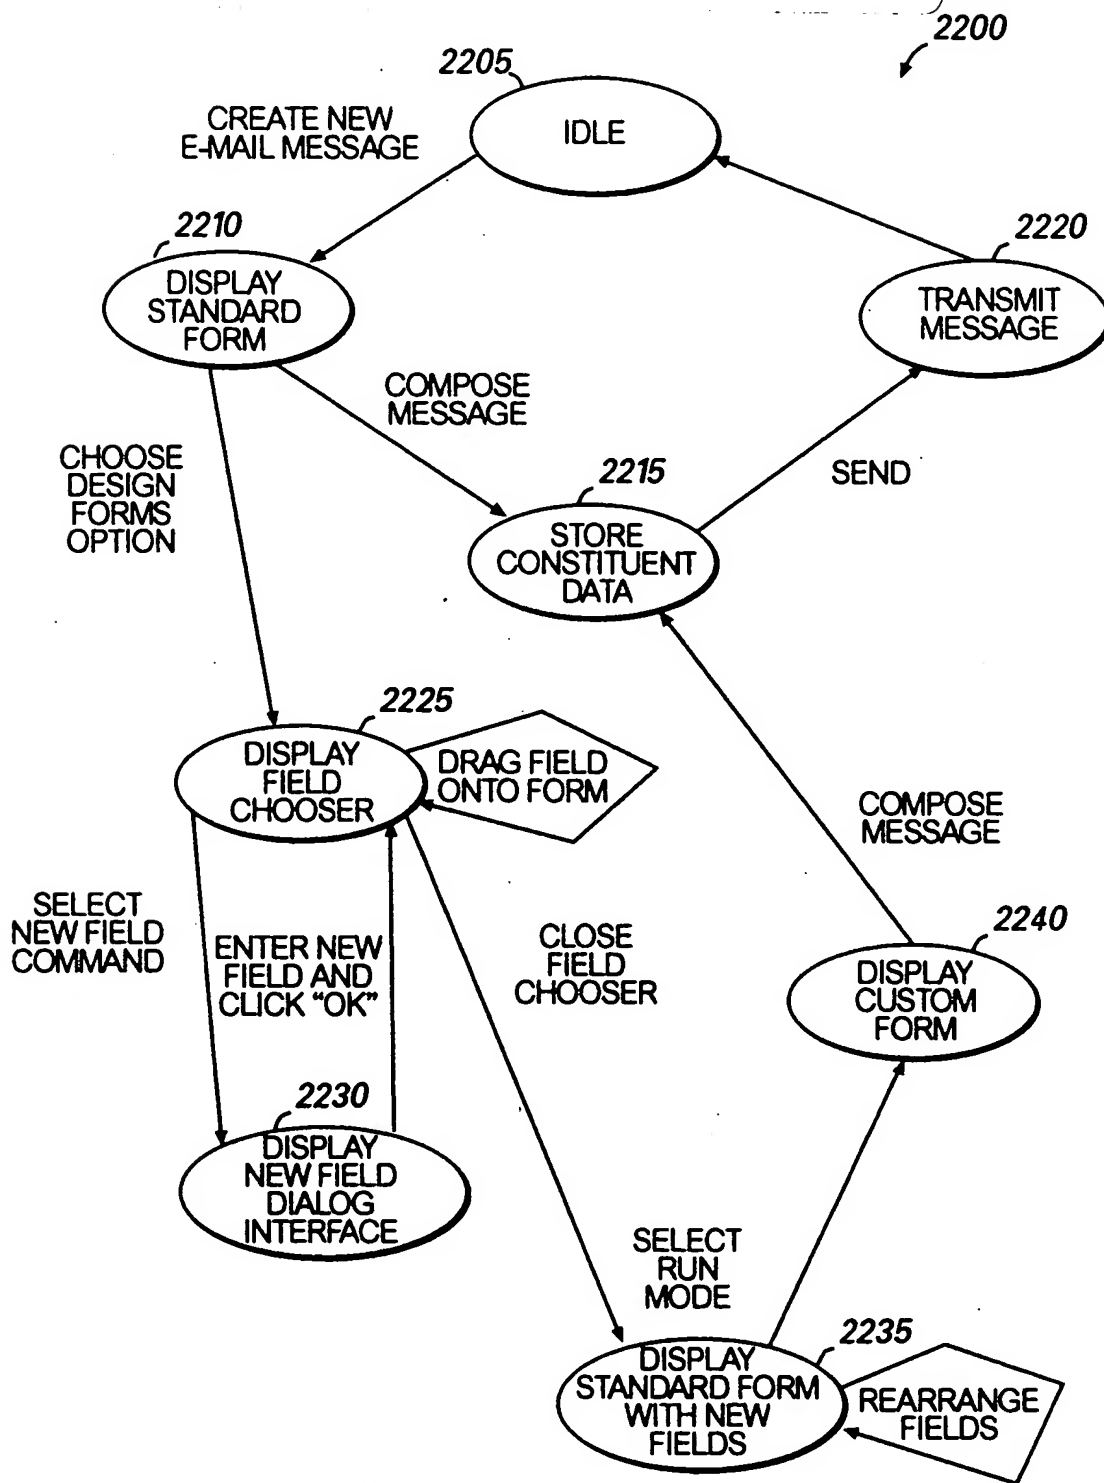 2200
2205
IDLE
CREATE NEW
E-MAIL MESSAGE
2210
DISPLAY
STANDARD
FORM
2220
TRANSMIT
MESSAGE
COMPOSE
MESSAGE
CHOOSE
DESIGN
FORMS
OPTION
2215
STORE
CONSTITUENT
DATA
SEND
2225
DISPLAY
FIELD
CHOOSER
DRAG FIELD
ONTO FORM
COMPOSE
MESSAGE
SELECT
NEW FIELD
COMMAND
ENTER NEW
FIELD AND
CLICK "OK"
CLOSE
FIELD
CHOOSER
2240
DISPLAY
CUSTOM
FORM
2230
DISPLAY
NEW FIELD
DIALOG
INTERFACE
SELECT
RUN
MODE
2235
DISPLAY
STANDARD FORM
WITH NEW
FIELDS
REARRANGE
FIELDS